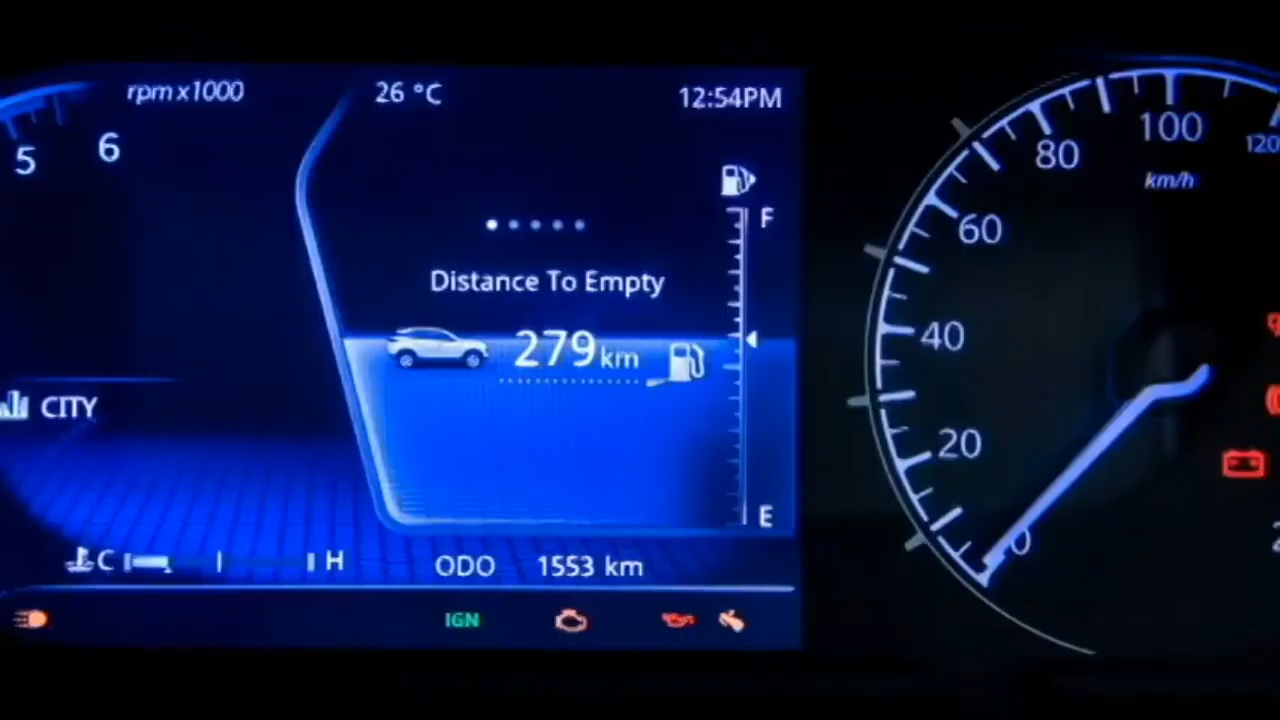 rpm x1000
26 °C
12:54PM
5
6
F
Distance To Empty
279 km
CITY
E
C
H
ODO 1553 km
IGN
0
20
40
60
80
100
120
km/h